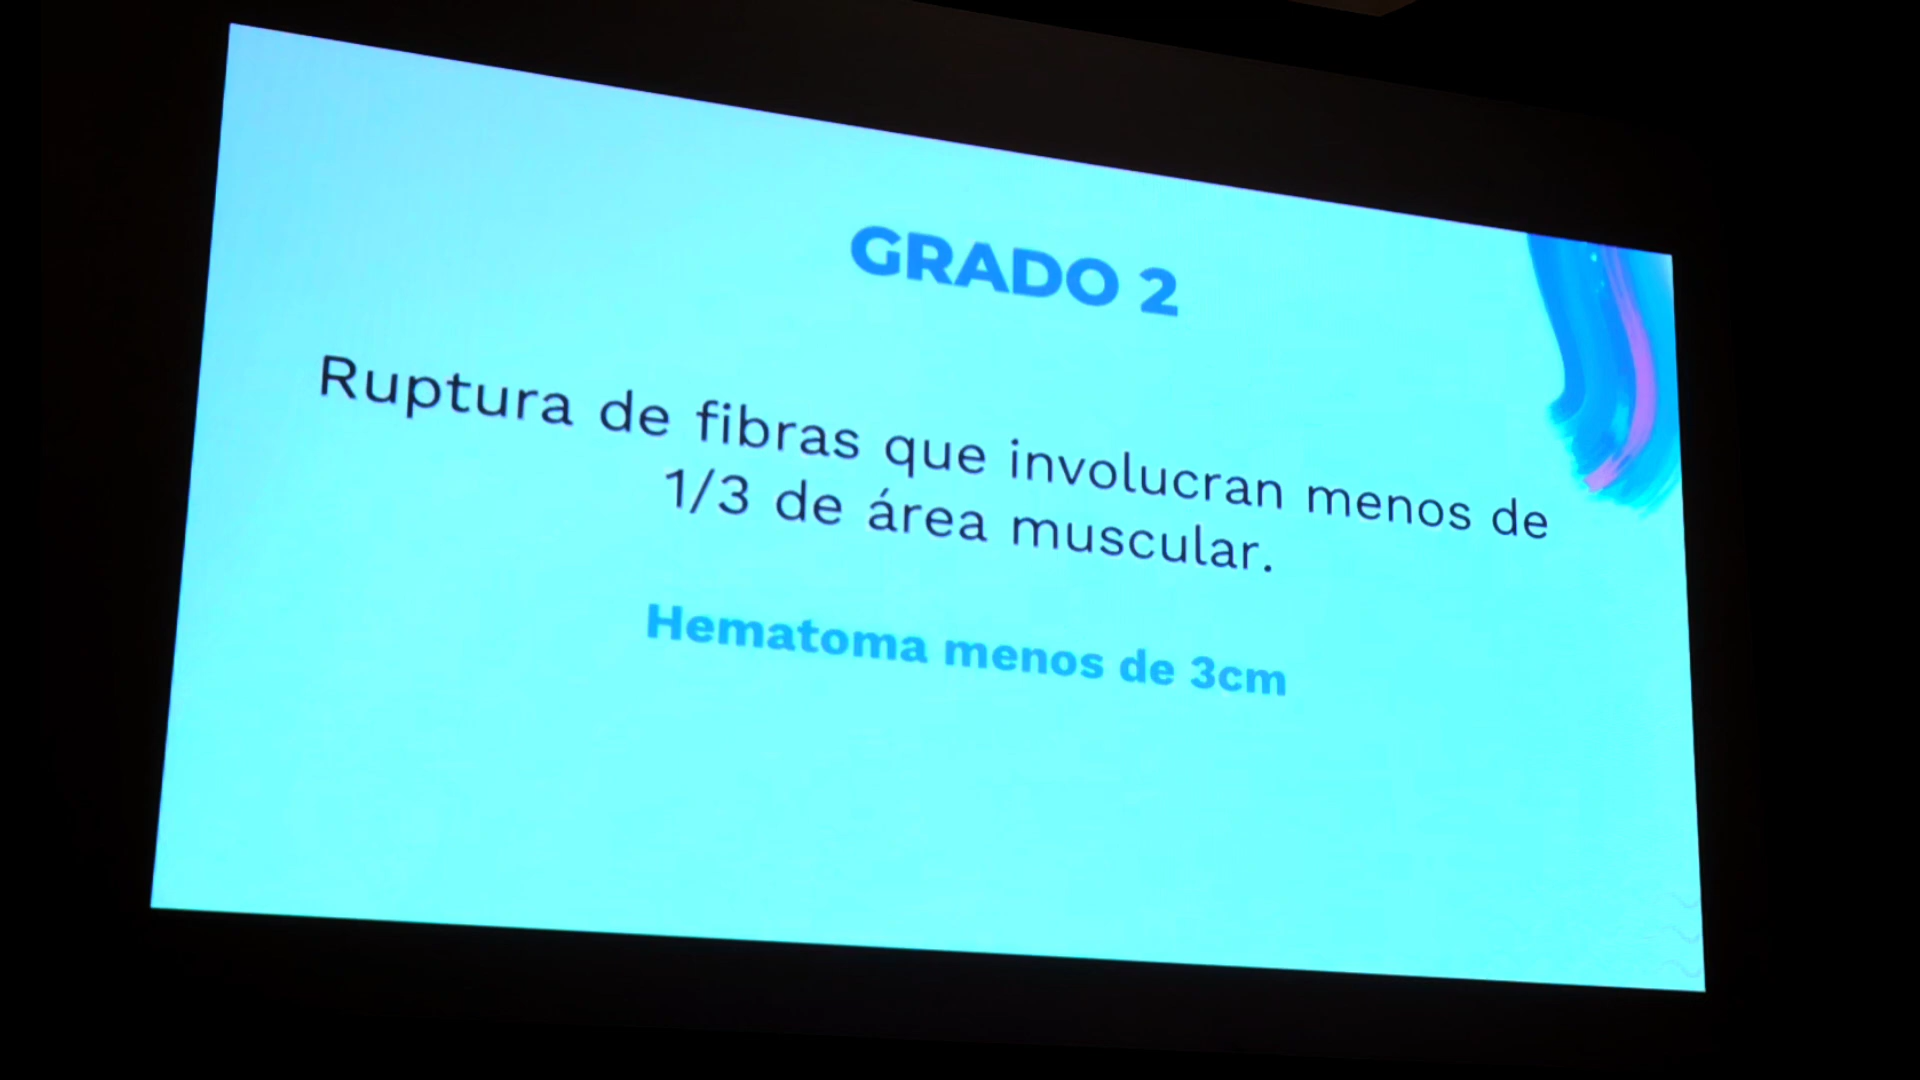 GRADO 2
Ruptura de fibras que involucran menos de
1/3 de área muscular.
Hematoma menos de 3cm